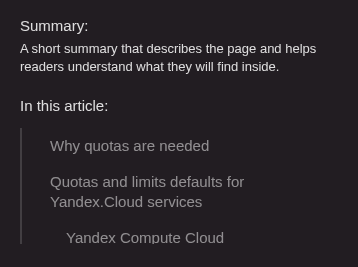 Summary:
A short summary that describes the page and helps
readers understand what they will find inside.
In this article:
Why quotas are needed
Quotas and limits defaults for
Yandex.Cloud services
Yandex Compute Cloud